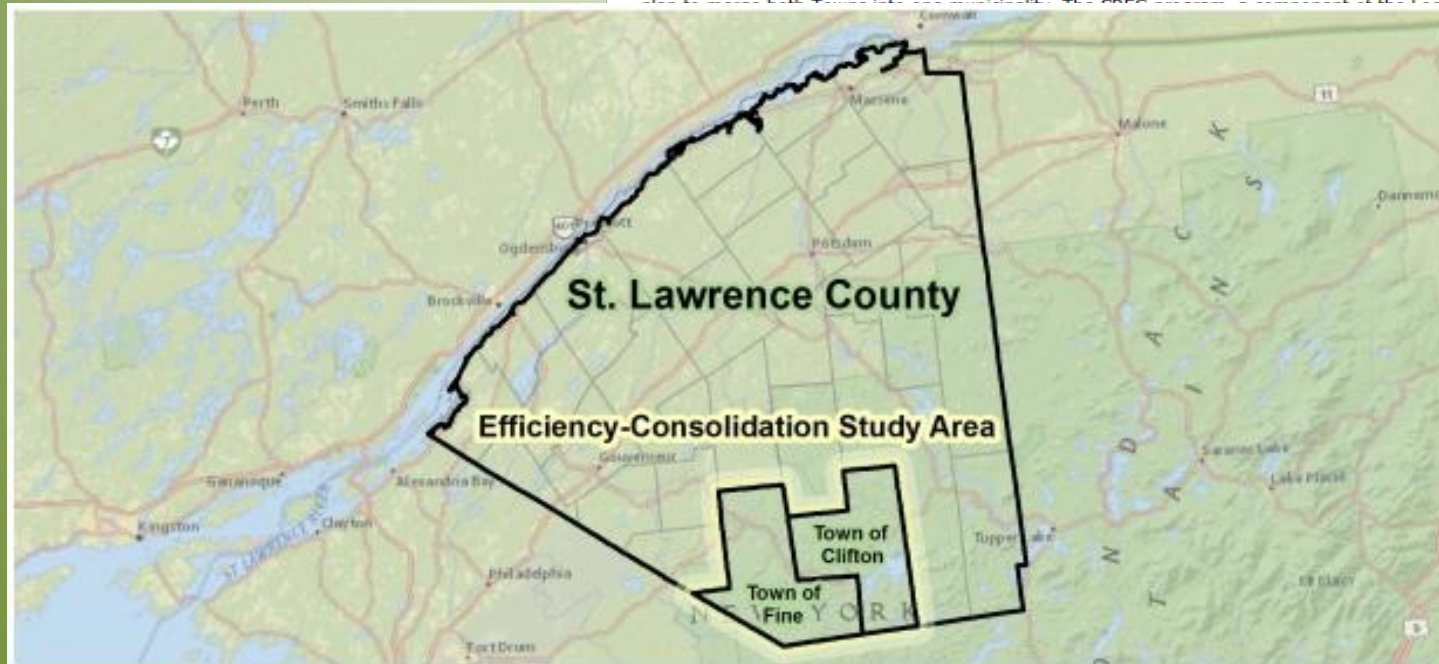 Cornwall
Perth
Smiths Falls
Massena
11
Malone
7
Dannemo
Prescott
Ogdensburg
Potsdam
Brockville
St. Lawrence County
Efficiency-Consolidation Study Area
Gouverneur
Saranac Lake
Lake Placid
Gananoque
Alexandria Bay
Kingston
Clayton
ST LAWRENCE RIVER
Town of
Clifton
Tupper Lake
Philadelphia
Town of
Fine
NEW YORK
Fort Drum
K
S
C
N
A
I
D
A
N
T